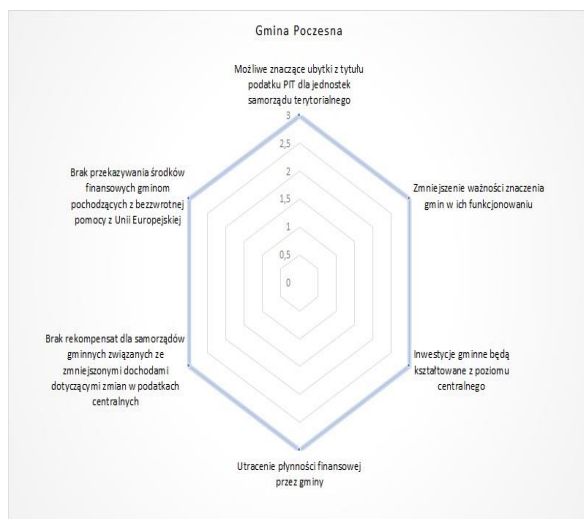 Gmina Poczesna
Możliwe znaczące ubytki z tytułu
podatku PIT dla jednostek
samorządu terytorialnego
3
2,5
2
1,5
1
0,5
0
Zmniejszenie ważności znaczenia
gmin w ich funkcjonowaniu
Inwestycje gminne będą
kształtowane z poziomu
centralnego
Utracenie płynności finansowej
przez gminy
Brak rekompensat dla samorządów
gminnych związanych ze
zmniejszonymi dochodami
dotyczącymi zmian w podatkach
centralnych
Brak przekazywania środków
finansowych gminom
pochodzących z bezzwrotnej
pomocy z Unii Europejskiej